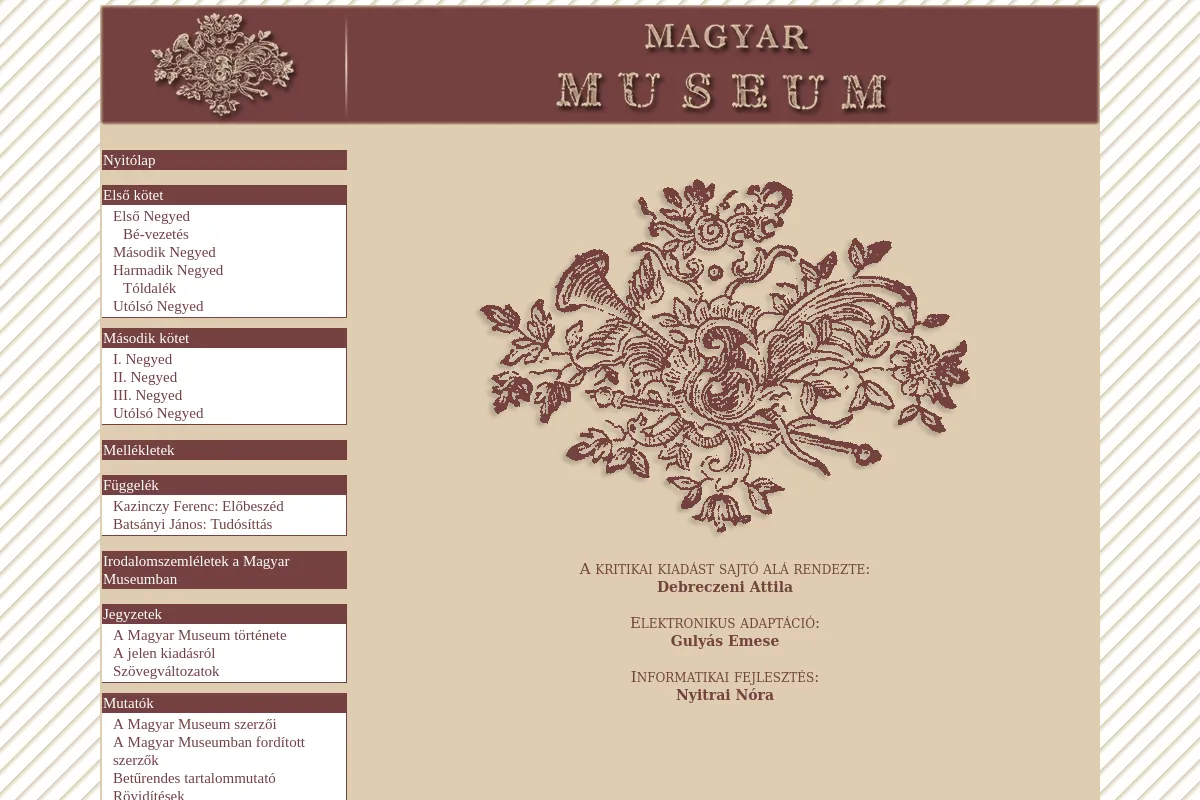 MAGYAR
MUSEUM
Nyitólap
Első kötet
Első Negyed
Bé-vezetés
Második Negyed
Harmadik Negyed
Tóldalék
Utólsó Negyed
Második kötet
I. Negyed
II. Negyed
III. Negyed
Utólsó Negyed
Mellékletek
Függelék
Kazinczy Ferenc: Előbeszéd
Batsányi János: Tudósíttás
Irodalomszemléletek a Magyar
Museumban
Jegyzetek
A Magyar Museum története
A jelen kiadásról
Szövegváltozatok
Mutatók
A Magyar Museum szerzői
A Magyar Museumban fordított
szerzők
Betűrendes tartalommutató
Rövidítések
A KRITIKAI KIADÁST SAJTÓ ALÁ RENDEZTE:
Debreczeni Attila
ELEKTRONIKUS ADAPTÁCIÓ:
Gulyás Emese
INFORMATIKAI FEJLESZTÉS:
Nyitrai Nóra